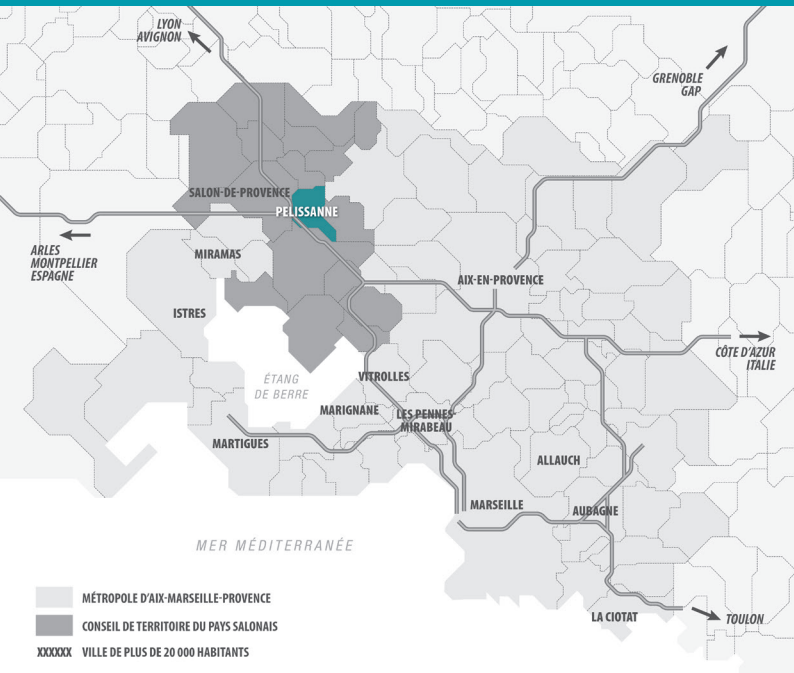 LYON
AVIGNON
GRENOBLE
GAP
SALON-DE-PROVENCE
PELISSANNE
ARLES
MONTPELLIER
ESPAGNE
MIRAMAS
AIX-EN-PROVENCE
ISTRES
CÔTE D'AZUR
ITALIE
ÉTANG
DE BERRE
VITROLLES
MARIGNANE
LES PENNES-
MIRABEAU
MARTIGUES
ALLAUCH
MARSEILLE
AUBAGNE
MER MÉDITERRANÉE
LA CIOTAT
TOULON
MÉTROPOLE D'AIX-MARSEILLE-PROVENCE
CONSEIL DE TERRITOIRE DU PAYS SALONAIS
XXXXXX VILLE DE PLUS DE 20 000 HABITANTS